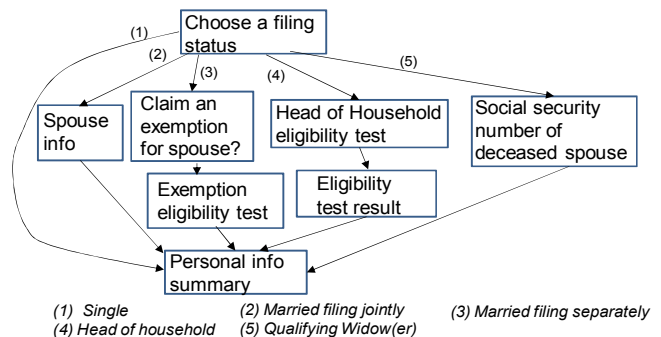 Choose a filing
status
(1)
(2)
(3)
(4)
(5)
Spouse
info
Claim an
exemption
for spouse?
Head of Household
eligibility test
Social security
number of
deceased spouse
Exemption
eligibility test
Eligibility
test result
Personal info
summary
(1) Single
(2) Married filing jointly
(3) Married filing separately
(4) Head of household
(5) Qualifying Widow(er)